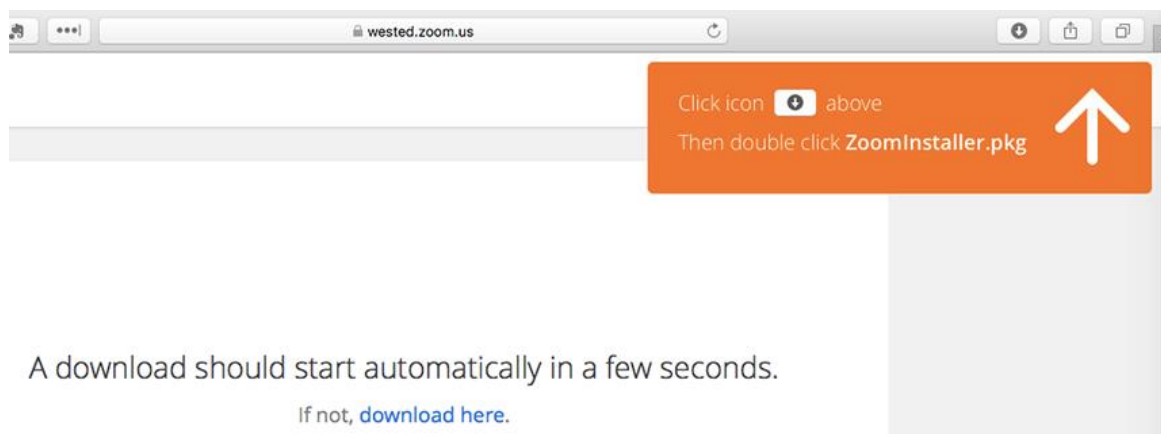 wested.zoom.us
Click icon above
Then double click ZoomInstaller.pkg
A download should start automatically in a few seconds.
If not, download here.